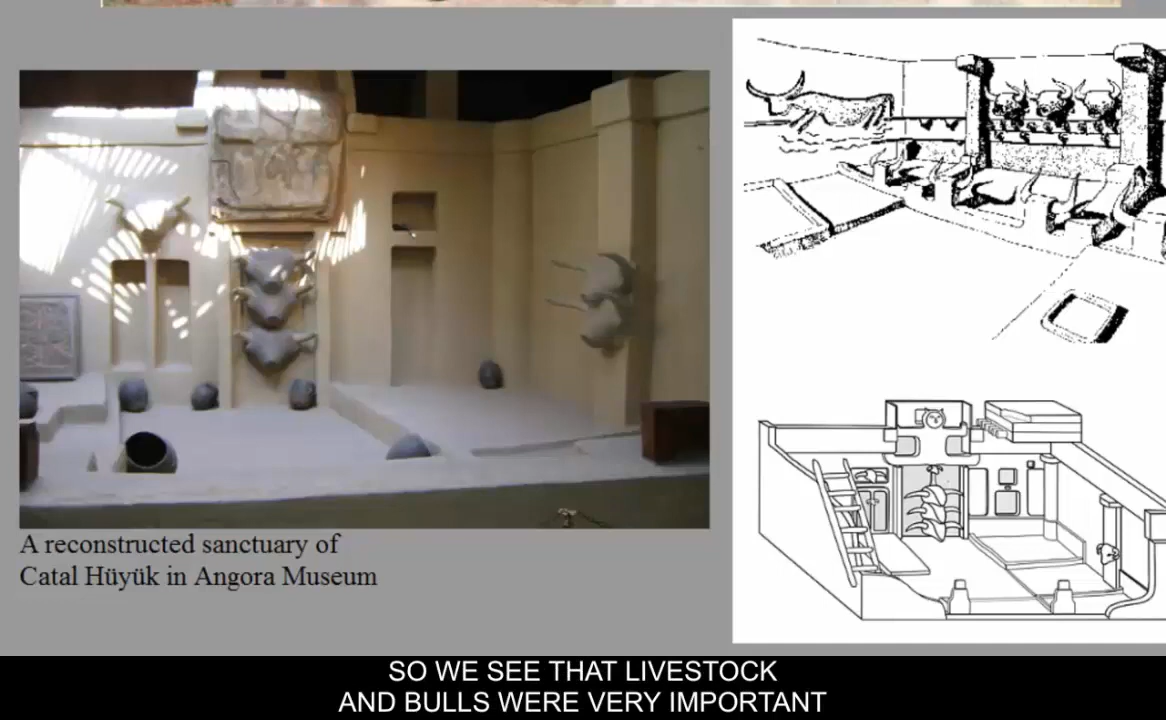 A reconstructed sanctuary of
Catal Hüyük in Angora Museum
SO WE SEE THAT LIVESTOCK
AND BULLS WERE VERY IMPORTANT